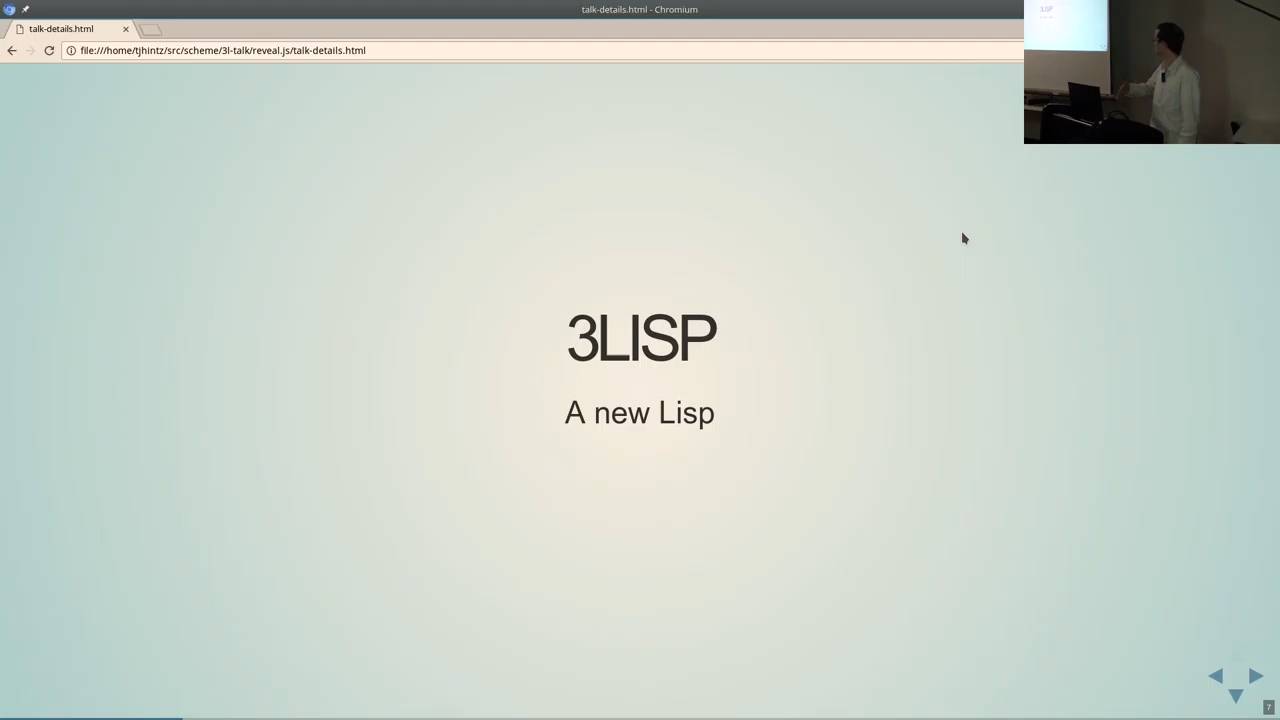 talk-details.html - Chromium
talk-details.html
file:///home/tjhintz/src/scheme/3l-talk/reveal.js/talk-details.html
3LISP
3LISP
A new Lisp
7